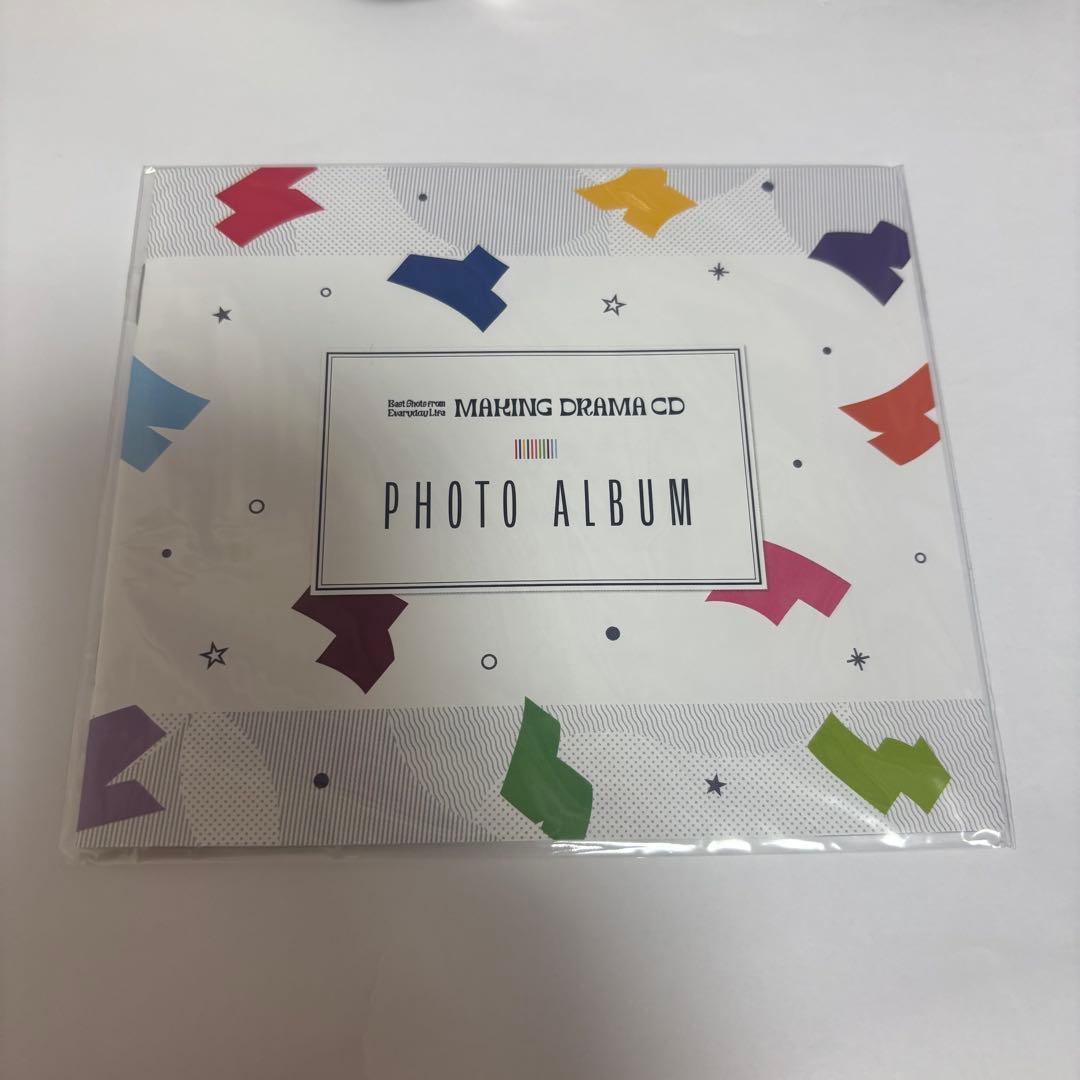 Best Shots from
Everyday Life
MAKING DRAMA CD
PHOTO ALBUM